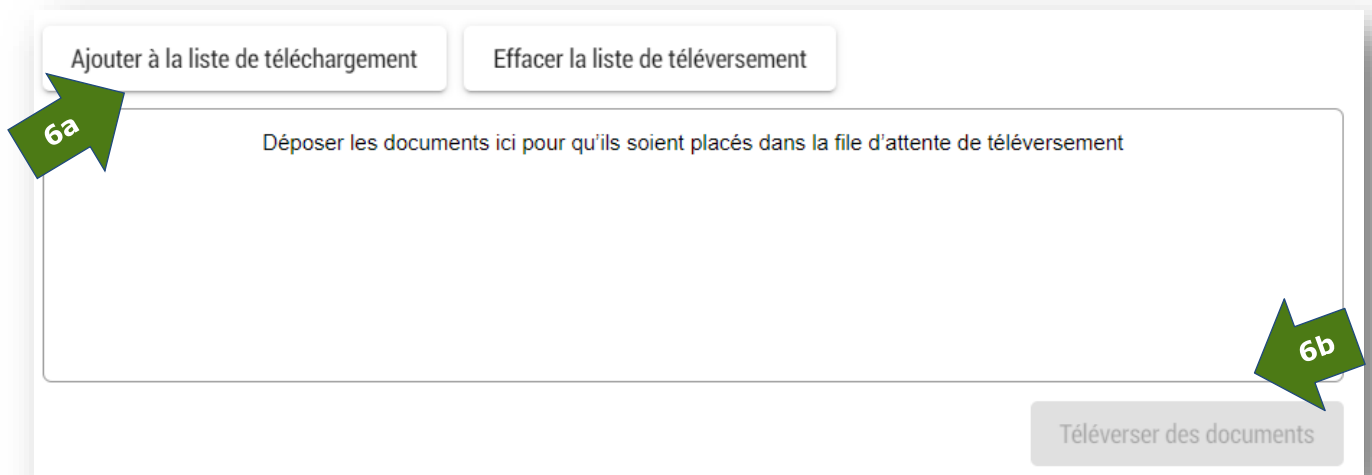 Ajouter à la liste de téléchargement
Effacer la liste de téléversement
6a
Déposer les documents ici pour qu'ils soient placés dans la file d'attente de téléversement
6b
Téléverser des documents